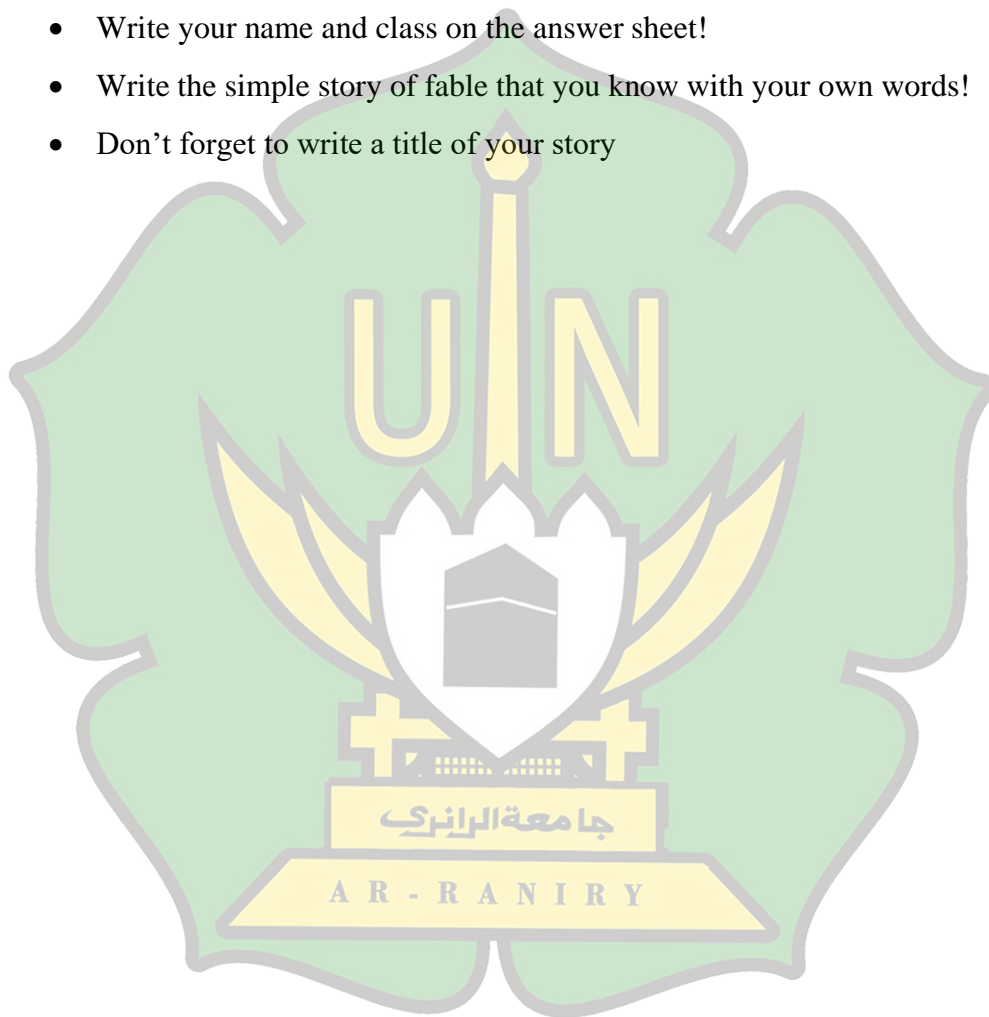 • Write your name and class on the answer sheet!
• Write the simple story of fable that you know with your own words!
• Don’t forget to write a title of your story
UIN
جامعة الرانري
AR-RANIRY